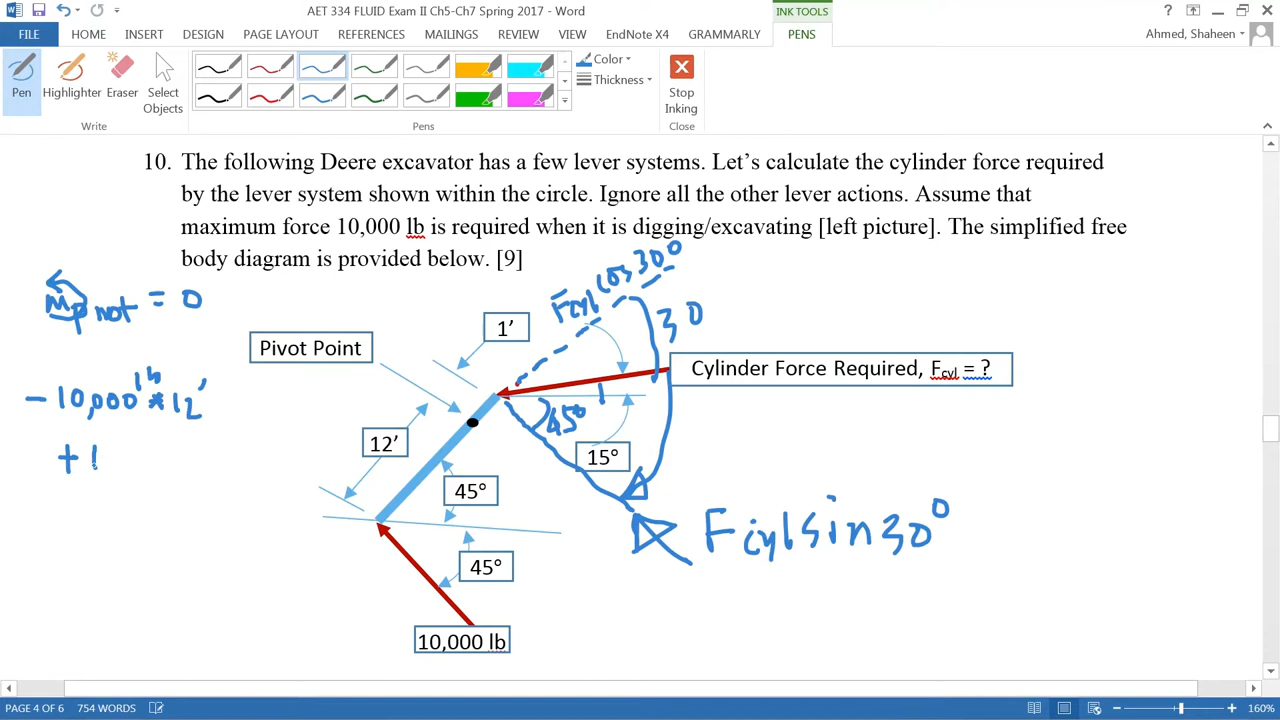 AET 334 FLUID Exam II Ch5-Ch7 Spring 2017 - Word
INK TOOLS
FILE HOME INSERT DESIGN PAGE LAYOUT REFERENCES MAILINGS REVIEW VIEW EndNote X4 GRAMMARLY PENS
Ahmed, Shaheen
Pen Highlighter Eraser Select Objects
Color
Thickness
Stop Inking
Write Pens Close
10. The following Deere excavator has a few lever systems. Let's calculate the cylinder force required
by the lever system shown within the circle. Ignore all the other lever actions. Assume that
maximum force 10,000 lb is required when it is digging/excavating [left picture]. The simplified free
body diagram is provided below. [9]
Fcyl cos 30°
30
1'
Pivot Point
Cylinder Force Required, Fcyl = ?
= 0
- 10,000 lb * 12'
+ 1
12'
45°
15°
45°
Fcyl sin 30°
45°
10,000 lb
PAGE 4 OF 6 754 WORDS
160%